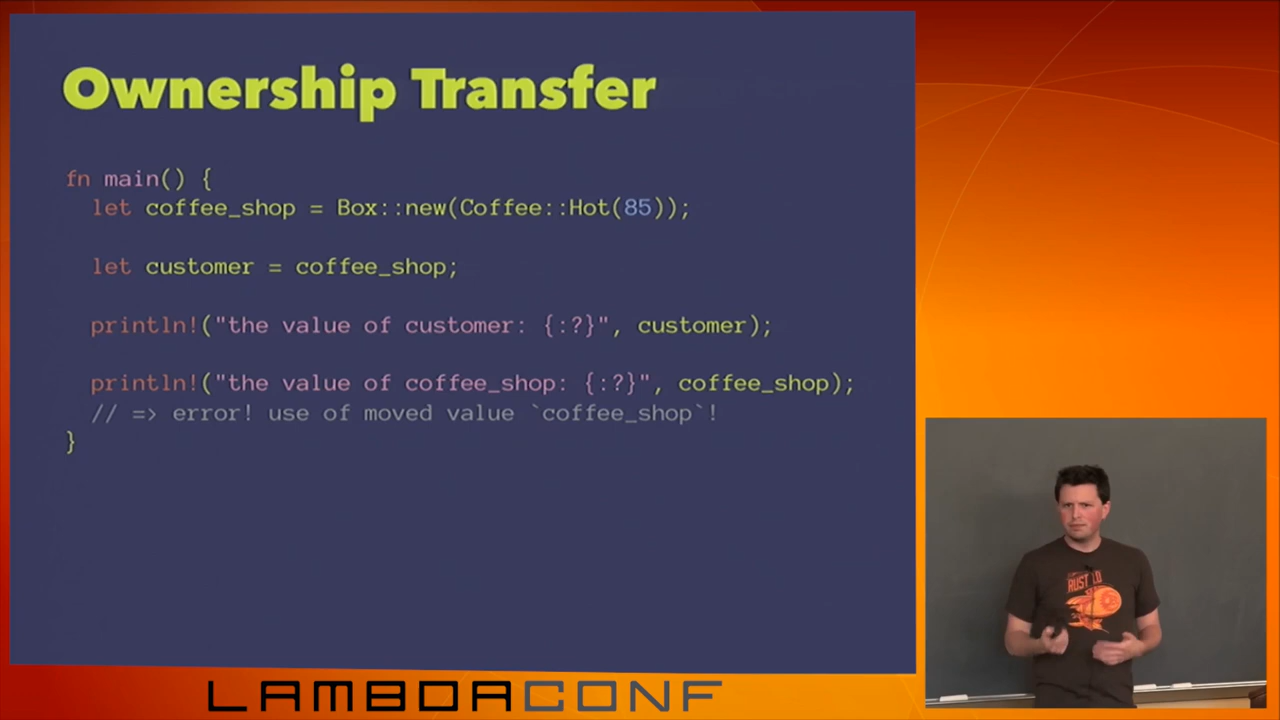 Ownership Transfer
fn main() {
let coffee_shop = Box::new(Coffee::Hot(85));
let customer = coffee_shop;
println!("the value of customer: {:?}", customer);
println!("the value of coffee_shop: {:?}", coffee_shop);
// => error! use of moved value `coffee_shop`!
}
RUST
LAMBDACONF